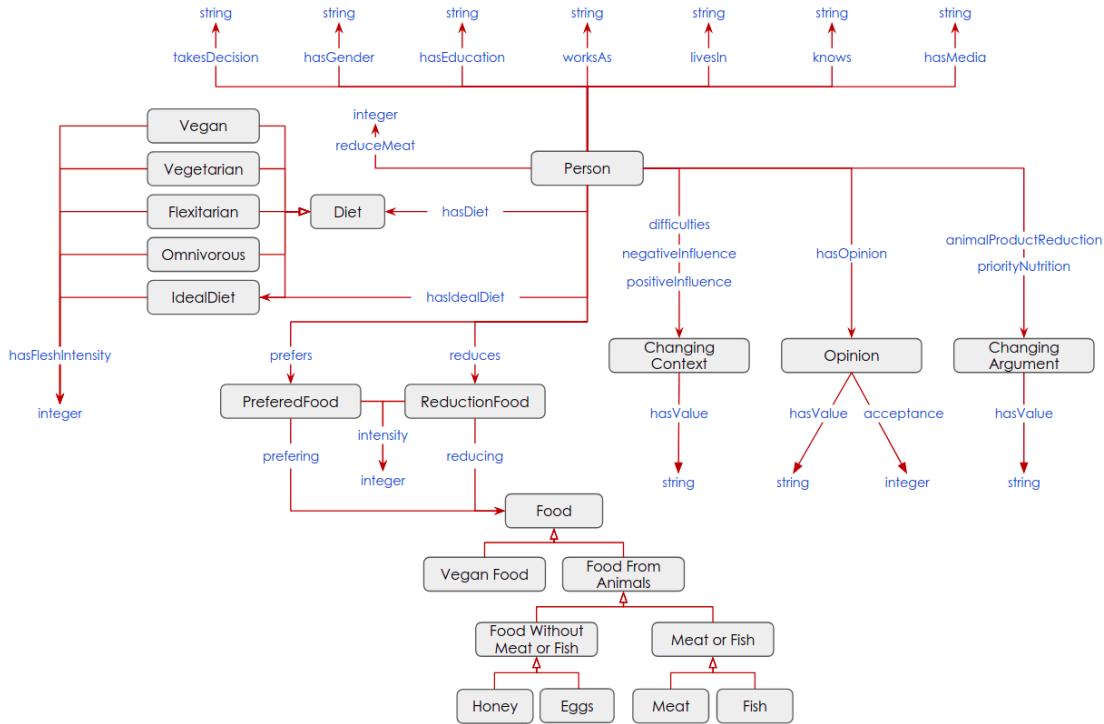 string string string string string string string
takesDecision hasGender hasEducation worksAs livesIn knows hasMedia
integer
reduceMeat
Vegan
Person
Vegetarian
Flexitarian
Diet
hasDiet
difficulties
negativeInfluence
positiveInfluence
hasOpinion
animalProductReduction
priorityNutrition
Omnivorous
IdealDiet
hasIdealDiet
hasFleshIntensity
prefers
reduces
Changing
Context
Opinion
Changing
Argument
integer
PreferedFood
ReductionFood
hasValue
hasValue
acceptance
hasValue
intensity
prefering
reducing
integer
string
string
integer
string
Food
Vegan Food
Food From
Animals
Food Without
Meat or Fish
Meat or Fish
Honey
Eggs
Meat
Fish